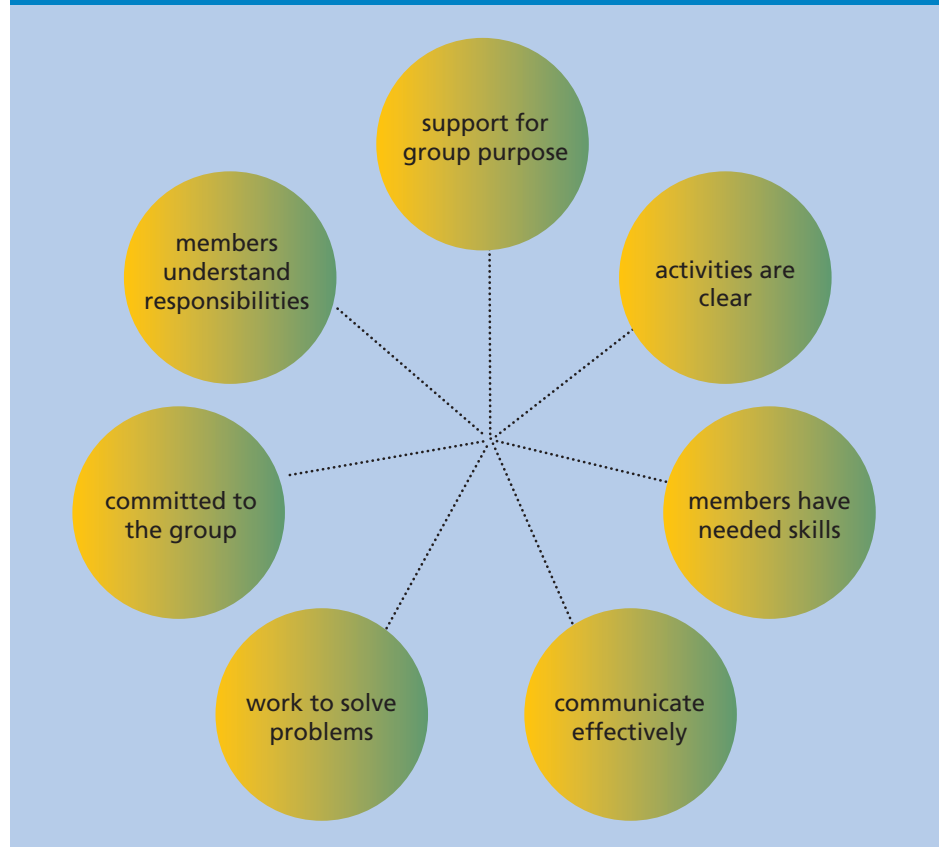 support for
group purpose
activities are
clear
members have
needed skills
communicate
effectively
work to solve
problems
committed to
the group
members
understand
responsibilities